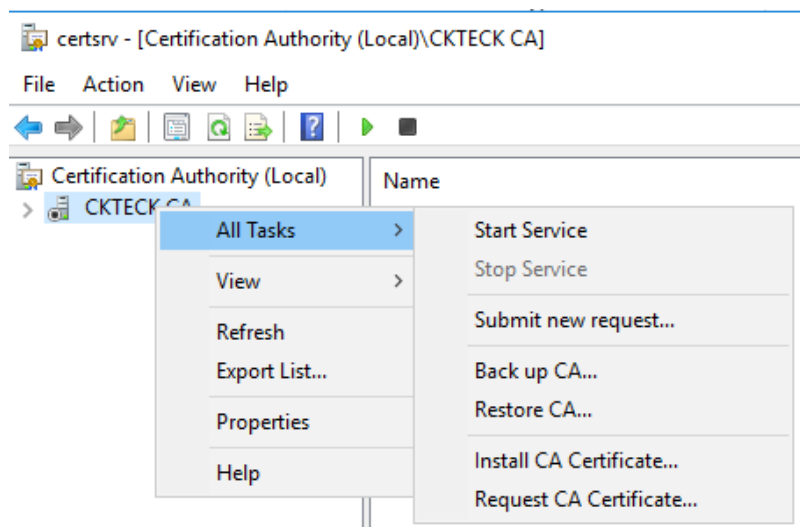 certsrv - [Certification Authority (Local)\CKTECK CA]
File Action View Help
Certification Authority (Local)
Name
CKTECK CA
All Tasks
View
Refresh
Export List...
Properties
Help
Start Service
Stop Service
Submit new request...
Back up CA...
Restore CA...
Install CA Certificate...
Request CA Certificate...